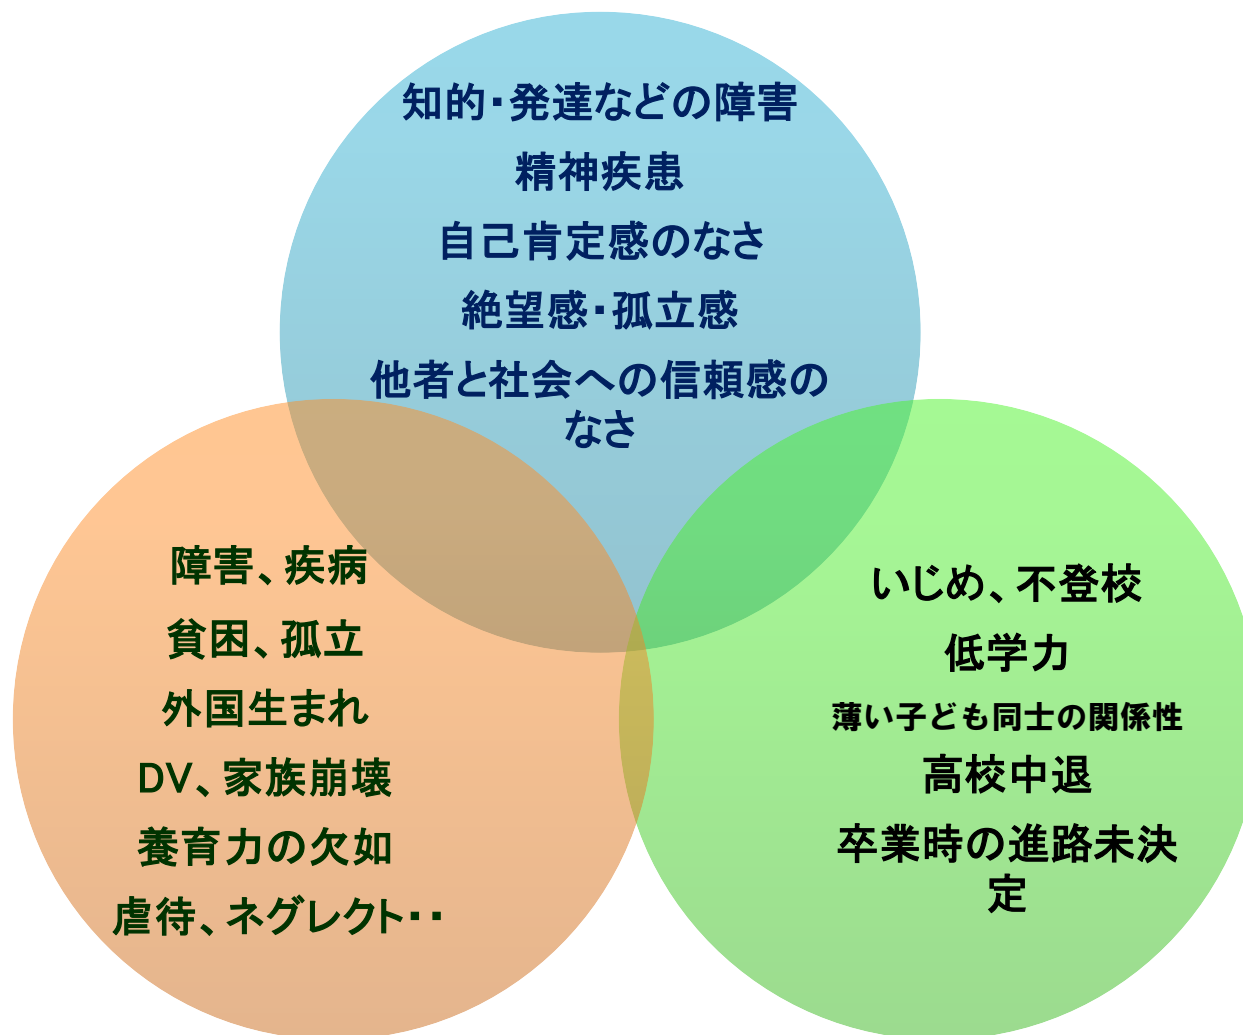 知的・発達などの障害
精神疾患
自己肯定感のなさ
絶望感・孤立感
他者と社会への信頼感の
なさ
障害、疾病
貧困、孤立
外国生まれ
DV、家族崩壊
養育力の欠如
虐待、ネグレクト・・
いじめ、不登校
低学力
薄い子ども同士の関係性
高校中退
卒業時の進路未決
定